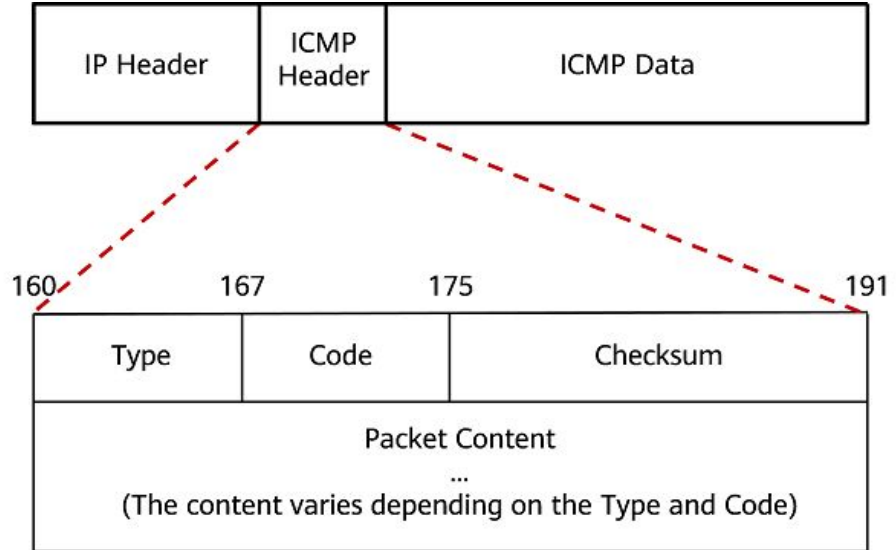 IP Header
ICMP
Header
ICMP Data
160
167
175
191
Type
Code
Checksum
Packet Content
...
(The content varies depending on the Type and Code)